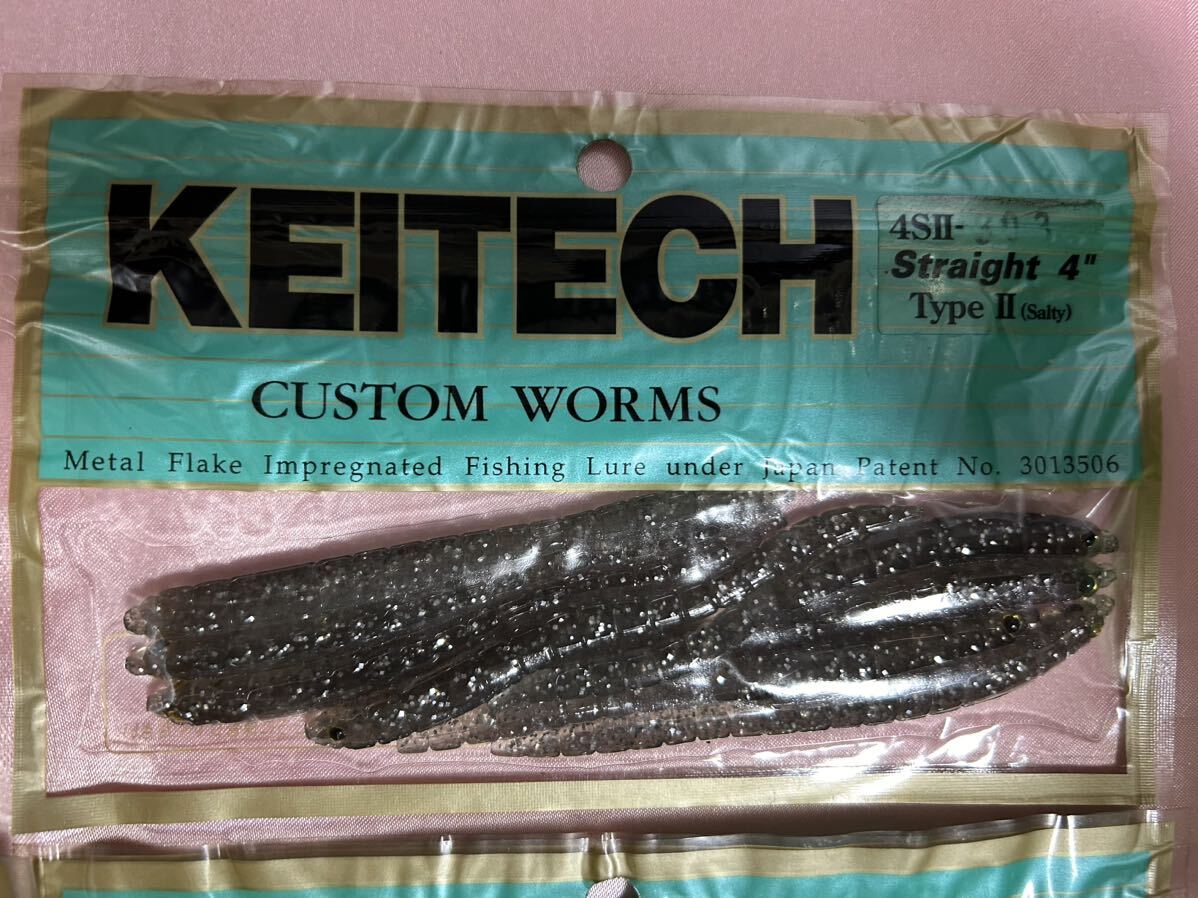 KEITECH
4SII-393
Straight 4"
Type II (Salty)
CUSTOM WORMS
Metal Flake Impregnated Fishing Lure under Japan Patent No. 3013506